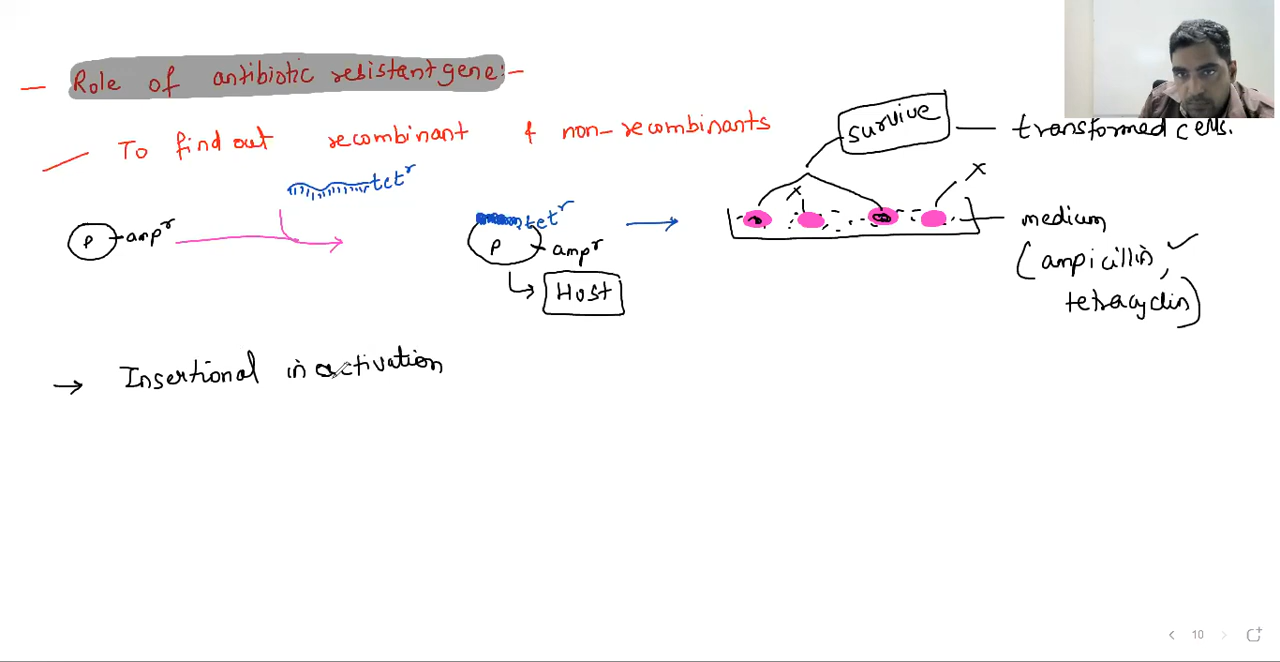 — Role of antibiotic resistant gene:-
— To find out recombinant & non-recombinants
survive — transformed cells.
tetʳ
x
x
P ampʳ
tetʳ
P ampʳ
medium
(ampicillin, ✓
tetracyclin)
Host
→ Insertional inactivation
10